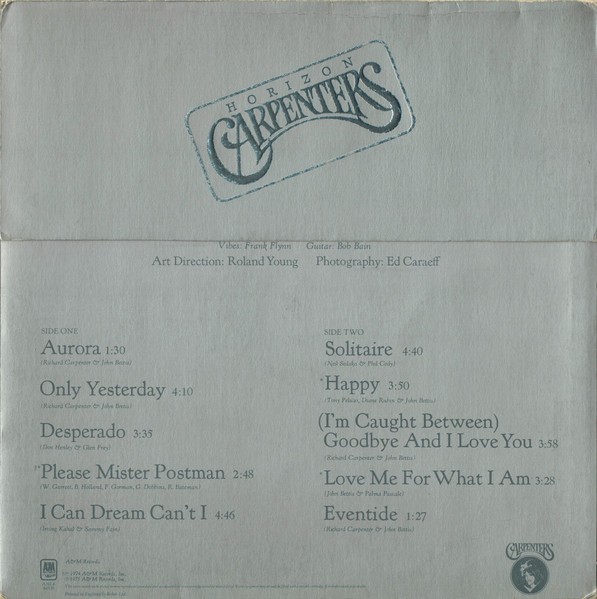 HORIZON
CARPENTERS
Vibes: Frank Flynn Guitar: Bob Bain
Art Direction: Roland Young Photography: Ed Caraeff
SIDE ONE
Aurora 1:30
(Richard Carpenter & John Bettis)
Only Yesterday 4:10
(Richard Carpenter & John Bettis)
Desperado 3:35
(Don Henley & Glen Frey)
Please Mister Postman 2:48
(W. Garrett, B. Holland, F. Gorman, G. Dobbins, R. Bateman)
I Can Dream Can't I 4:46
(Irving Kahal & Sammy Fain)
SIDE TWO
Solitaire 4:40
(Neil Sedaka & Phil Cody)
*Happy 3:50
(Tony Peluso, Diane Rubin & John Bettis)
(I'm Caught Between)
Goodbye And I Love You 3:58
(Richard Carpenter & John Bettis)
*Love Me For What I Am 3:28
(John Bettis & Palma Pascale)
Eventide 1:27
(Richard Carpenter & John Bettis)
A&M Records
CARPENTERS